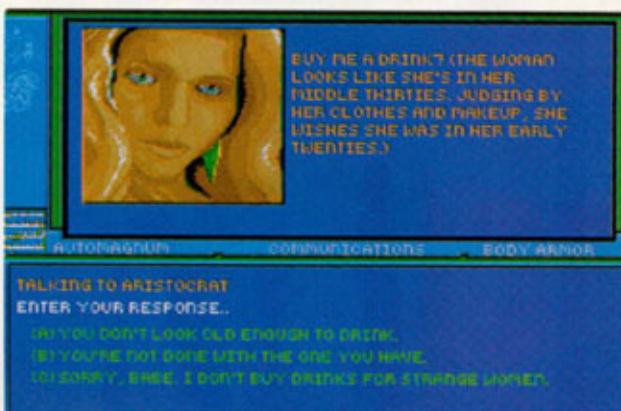 BUY ME A DRINK? (THE WOMAN
LOOKS LIKE SHE'S IN HER
MIDDLE THIRTIES. JUDGING BY
HER CLOTHES AND MAKEUP, SHE
WISHES SHE WAS IN HER EARLY
TWENTIES.)
AUTOMAGNUM COMMUNICATIONS BODY ARMOR
TALKING TO ARISTOCRAT
ENTER YOUR RESPONSE..
(A) YOU DON'T LOOK OLD ENOUGH TO DRINK.
(B) YOU'RE NOT DONE WITH THE ONE YOU HAVE.
(C) SORRY, BABE. I DON'T BUY DRINKS FOR STRANGE WOMEN.